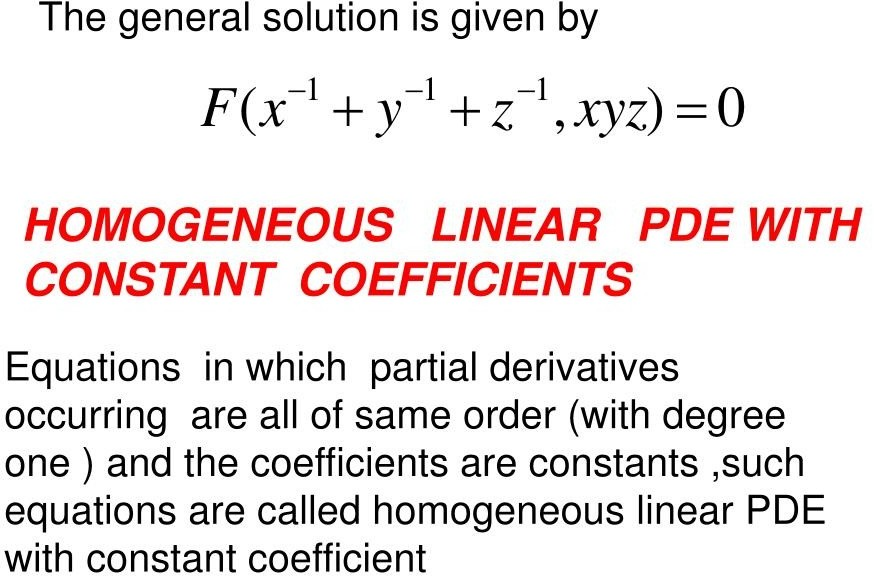 The general solution is given by
F(x⁻¹ + y⁻¹ + z⁻¹, xyz) = 0
HOMOGENEOUS LINEAR PDE WITH
CONSTANT COEFFICIENTS
Equations in which partial derivatives
occurring are all of same order (with degree
one ) and the coefficients are constants ,such
equations are called homogeneous linear PDE
with constant coefficient